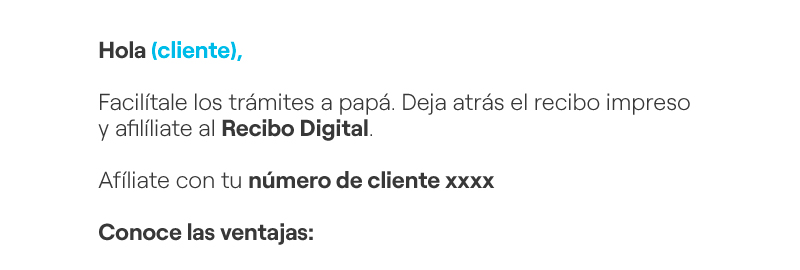 Hola (cliente),
Facilítale los trámites a papá. Deja atrás el recibo impreso
y afilíliate al Recibo Digital.
Afíliate con tu número de cliente xxxx
Conoce las ventajas: